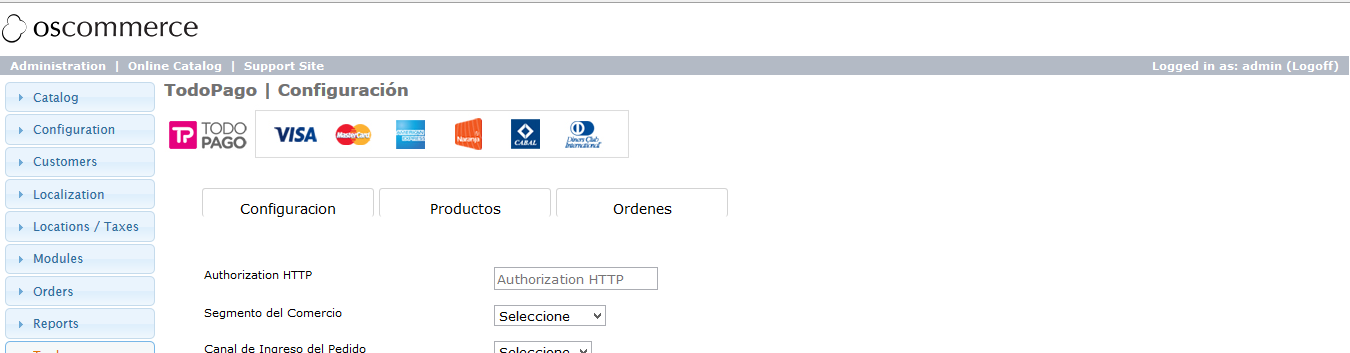 oscommerce
Administration | Online Catalog | Support Site
Logged in as: admin (Logoff)
Catalog
Configuration
Customers
Localization
Locations / Taxes
Modules
Orders
Reports
TodoPago | Configuración
TP TODO PAGO
VISA
MasterCard
AMERICAN EXPRESS
Naranja
CABAL
Diners Club International
Configuracion
Productos
Ordenes
Authorization HTTP
Authorization HTTP
Segmento del Comercio
Seleccione
Canal de Ingreso del Pedido
Seleccione